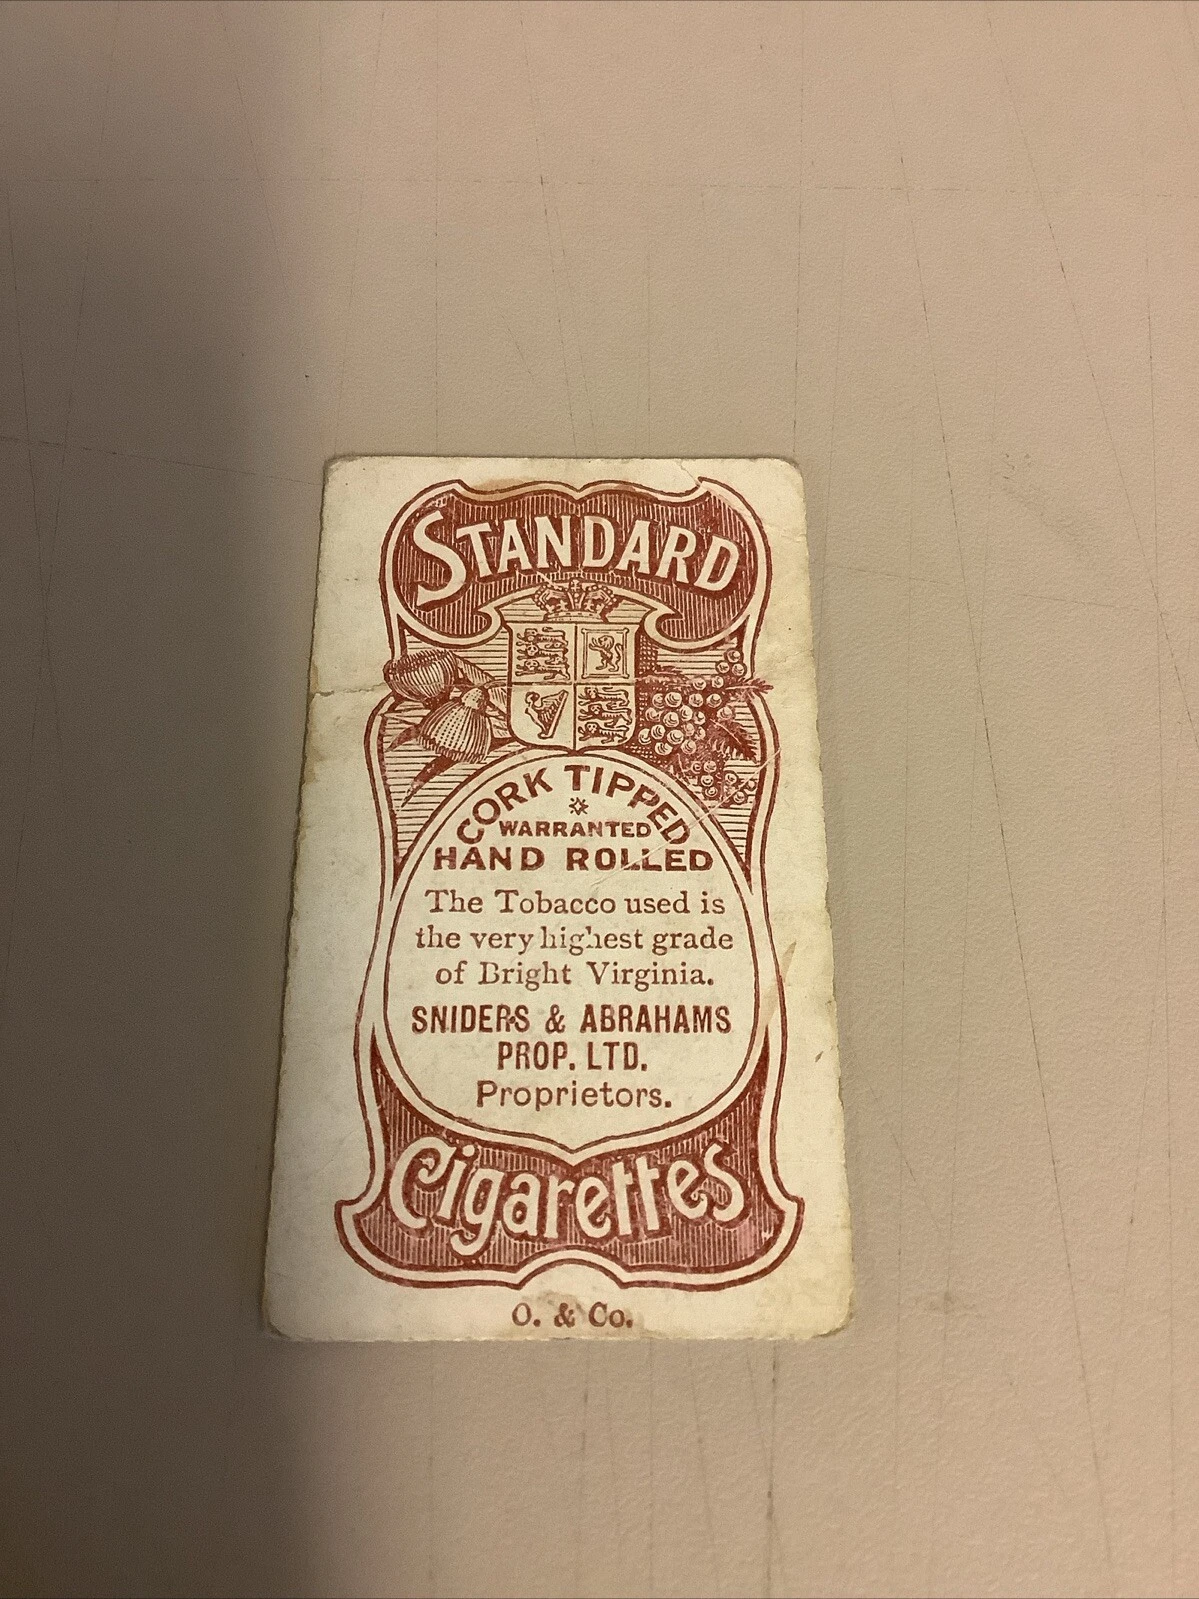 STANDARD
CORK TIPPED
WARRANTED
HAND ROLLED
The Tobacco used is
the very highest grade
of Bright Virginia.
SNIDERS & ABRAHAMS
PROP. LTD.
Proprietors.
Cigarettes
O. & Co.